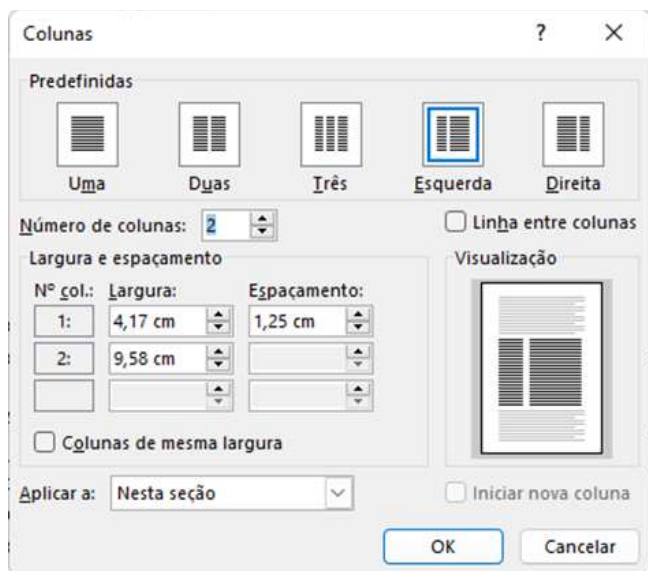 Colunas ?
Predefinidas
Uma Duas Três Esquerda Direita
Número de colunas: 2 Linha entre colunas
Largura e espaçamento Visualização
Nº col.: Largura: Espaçamento:
1: 4,17 cm 1,25 cm
2: 9,58 cm
Colunas de mesma largura
Aplicar a: Nesta seção Iniciar nova coluna
OK Cancelar